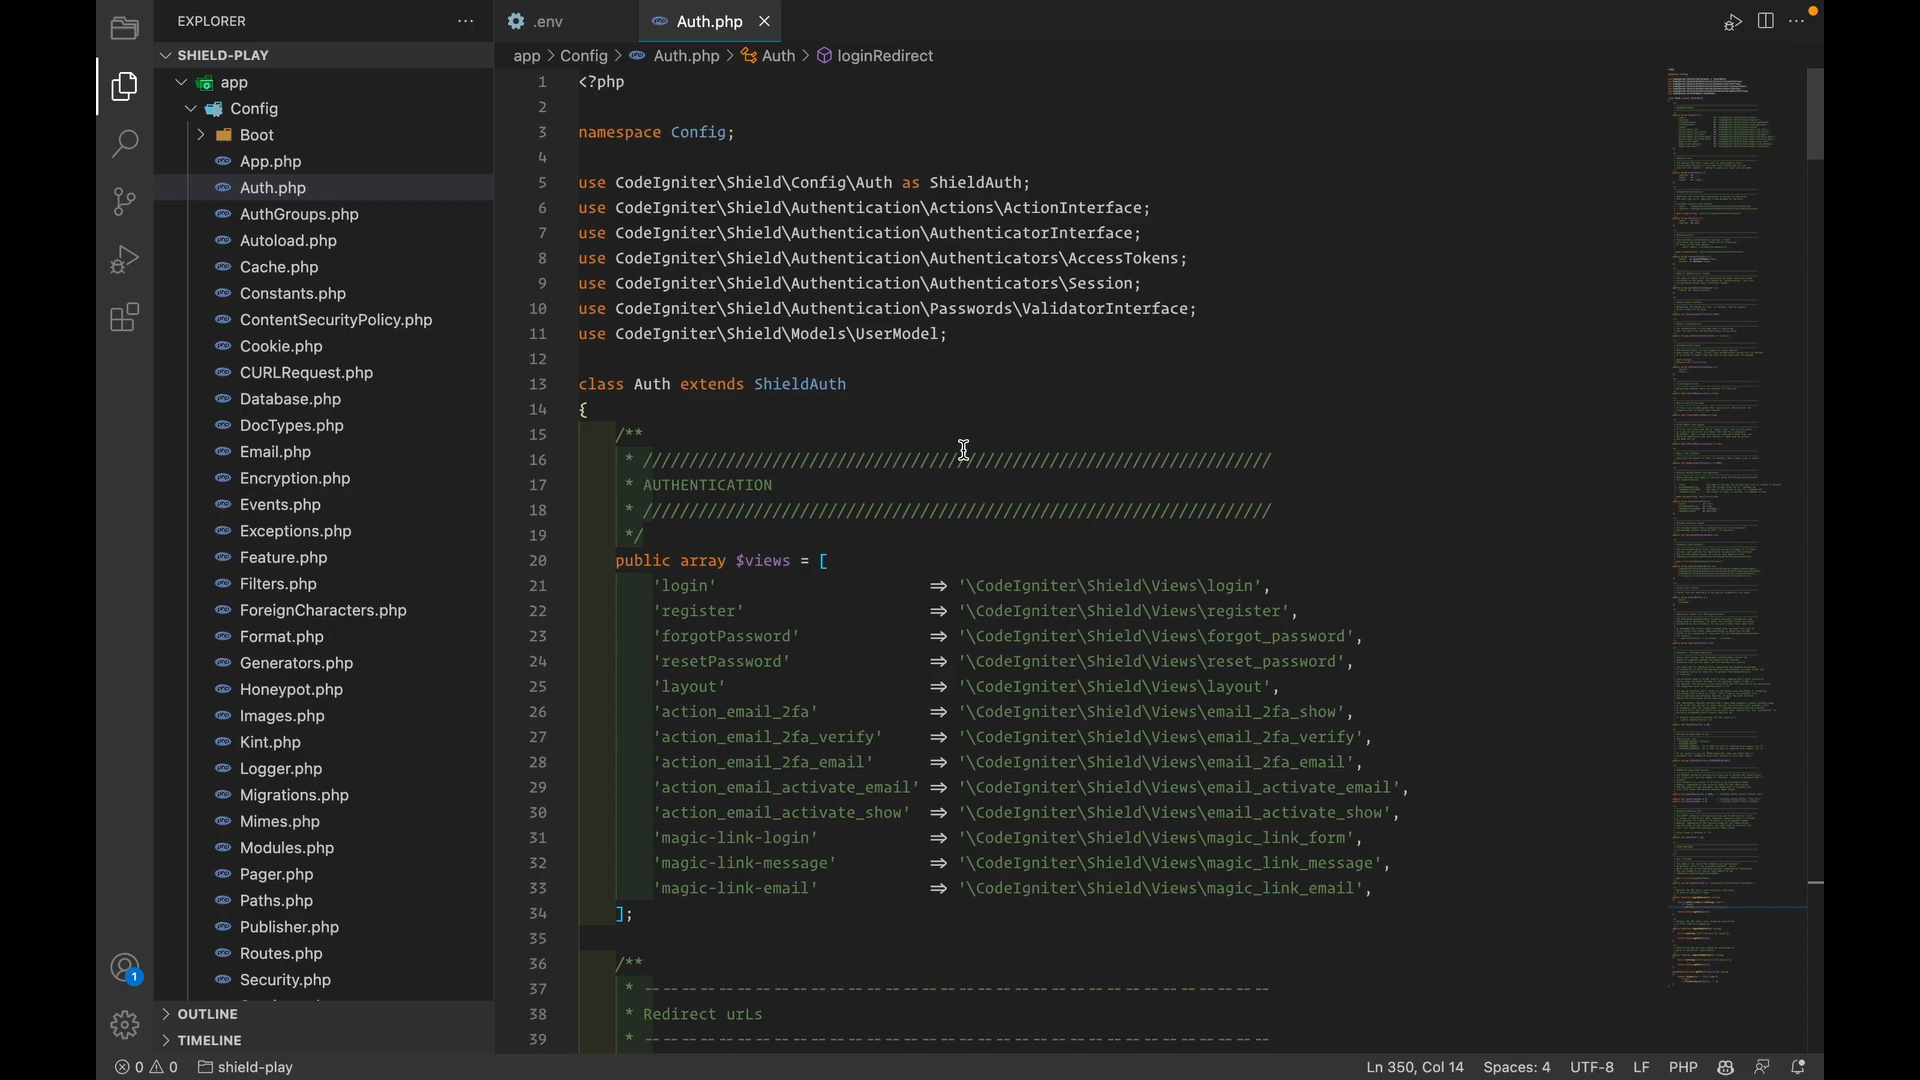 EXPLORER
SHIELD-PLAY
app
Config
Boot
App.php
Auth.php
AuthGroups.php
Autoload.php
Cache.php
Constants.php
ContentSecurityPolicy.php
Cookie.php
CURLRequest.php
Database.php
DocTypes.php
Email.php
Encryption.php
Events.php
Exceptions.php
Feature.php
Filters.php
ForeignCharacters.php
Format.php
Generators.php
Honeypot.php
Images.php
Kint.php
Logger.php
Migrations.php
Mimes.php
Modules.php
Pager.php
Paths.php
Publisher.php
Routes.php
Security.php
OUTLINE
TIMELINE
1
.env
Auth.php
app > Config > Auth.php > Auth > loginRedirect
1 <?php
2
3 namespace Config;
4
5 use CodeIgniter\Shield\Config\Auth as ShieldAuth;
6 use CodeIgniter\Shield\Authentication\Actions\ActionInterface;
7 use CodeIgniter\Shield\Authentication\AuthenticatorInterface;
8 use CodeIgniter\Shield\Authentication\Authenticators\AccessTokens;
9 use CodeIgniter\Shield\Authentication\Authenticators\Session;
10 use CodeIgniter\Shield\Authentication\Passwords\ValidatorInterface;
11 use CodeIgniter\Shield\Models\UserModel;
12
13 class Auth extends ShieldAuth
14 {
15 /**
16 * ////////////////////////////////////////////////////////////////////
17 * AUTHENTICATION
18 * ////////////////////////////////////////////////////////////////////
19 */
20 public array $views = [
21 'login' => '\CodeIgniter\Shield\Views\login',
22 'register' => '\CodeIgniter\Shield\Views\register',
23 'forgotPassword' => '\CodeIgniter\Shield\Views\forgot_password',
24 'resetPassword' => '\CodeIgniter\Shield\Views\reset_password',
25 'layout' => '\CodeIgniter\Shield\Views\layout',
26 'action_email_2fa' => '\CodeIgniter\Shield\Views\email_2fa_show',
27 'action_email_2fa_verify' => '\CodeIgniter\Shield\Views\email_2fa_verify',
28 'action_email_2fa_email' => '\CodeIgniter\Shield\Views\email_2fa_email',
29 'action_email_activate_email' => '\CodeIgniter\Shield\Views\email_activate_email',
30 'action_email_activate_show' => '\CodeIgniter\Shield\Views\email_activate_show',
31 'magic-link-login' => '\CodeIgniter\Shield\Views\magic_link_form',
32 'magic-link-message' => '\CodeIgniter\Shield\Views\magic_link_message',
33 'magic-link-email' => '\CodeIgniter\Shield\Views\magic_link_email',
34 ];
35
36 /**
37 * --------------------------------------------------------------------
38 * Redirect urLs
39 * --------------------------------------------------------------------
0 0 shield-play
Ln 350, Col 14 Spaces: 4 UTF-8 LF PHP